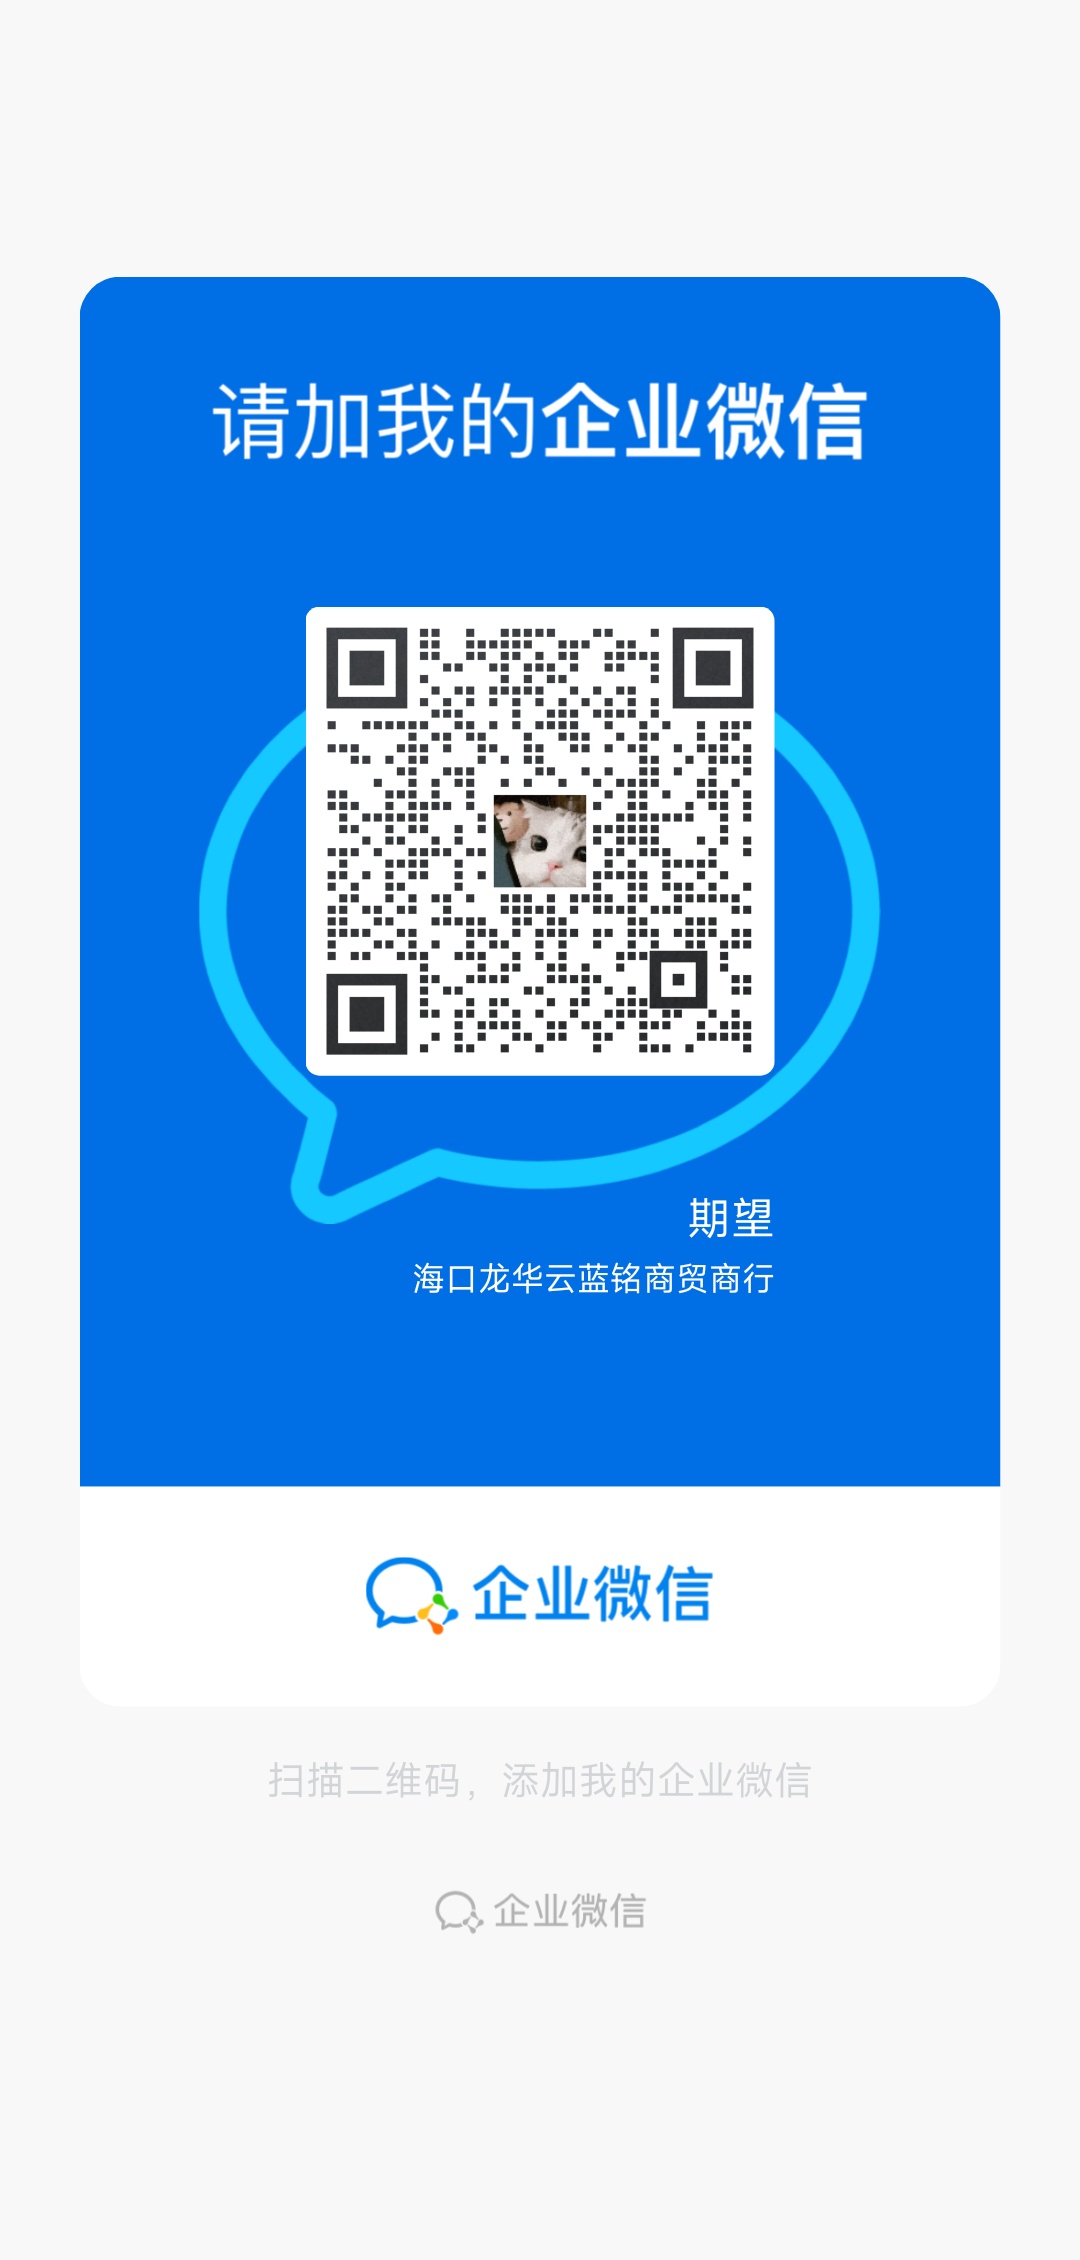 请加我的企业微信
期望
海口龙华云蓝铭商贸商行
企业微信
扫描二维码，添加我的企业微信
企业微信